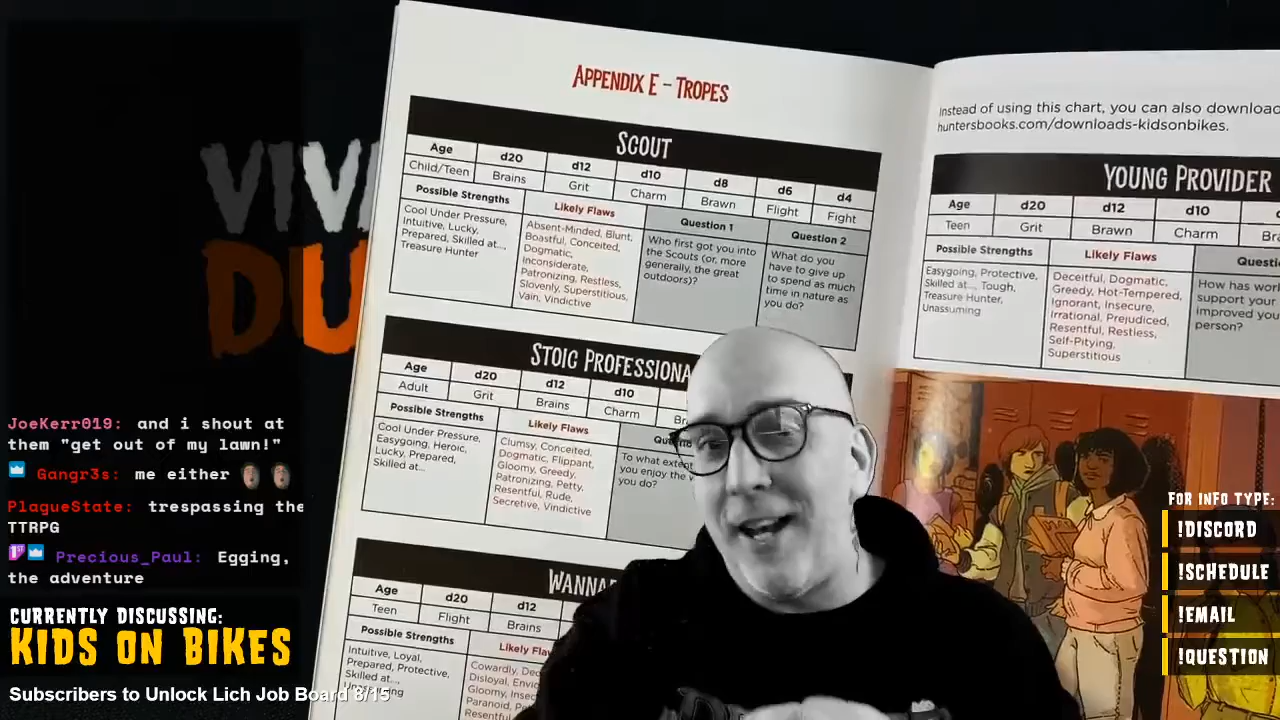 VIV
DU
JoeKerr019: and i shout at
them "get out of my lawn!"
Gangr3s: me either
PlagueState: trespassing the
TTRPG
Precious_Paul: Egging,
the adventure
CURRENTLY DISCUSSING:
KIDS ON BIKES
Subscribers to Unlock Lich Job Board 8/15
APPENDIX E – TROPES
SCOUT
Age d20 d12 d10 d8 d6 d4
Child/Teen Brains Grit Charm Brawn Flight Fight
Possible Strengths Likely Flaws Question 1 Question 2
Cool Under Pressure,
Intuitive, Lucky,
Prepared, Skilled at...,
Treasure Hunter
Absent-Minded, Blunt,
Boastful, Conceited,
Dogmatic,
Inconsiderate,
Patronizing, Restless,
Slovenly, Superstitious,
Vain, Vindictive
Who first got you into
the Scouts (or, more
generally, the great
outdoors)?
What do you
have to give up
to spend as much
time in nature as
you do?
STOIC PROFESSIONA
Age d20 d12 d10
Adult Grit Brains Charm Br
Possible Strengths Likely Flaws
Cool Under Pressure,
Easygoing, Heroic,
Lucky, Prepared,
Skilled at...
Clumsy, Conceited,
Dogmatic, Flippant,
Gloomy, Greedy,
Patronizing, Petty,
Resentful, Rude,
Secretive, Vindictive
To what extent
you enjoy the
you do?
WANNA
Age d20 d12
Teen Flight Brains
Possible Strengths Likely
Intuitive, Loyal,
Prepared, Protective,
Skilled at...,
Cowardly,
Disloyal,
Gloomy,
Paranoid,
Instead of using this chart, you can also download
huntersbooks.com/downloads-kidsonbikes.
YOUNG PROVIDER
Age d20 d12 d10
Teen Grit Brawn Charm
Possible Strengths Likely Flaws
Easygoing, Protective,
Skilled at..., Tough,
Treasure Hunter,
Unassuming
Deceitful, Dogmatic,
Greedy, Hot-Tempered,
Ignorant, Insecure,
Irrational, Prejudiced,
Resentful, Restless,
Self-Pitying,
Superstitious
How has work
support your
improved you
person?
FOR INFO TYPE:
!DISCORD
!SCHEDULE
!EMAIL
!QUESTION